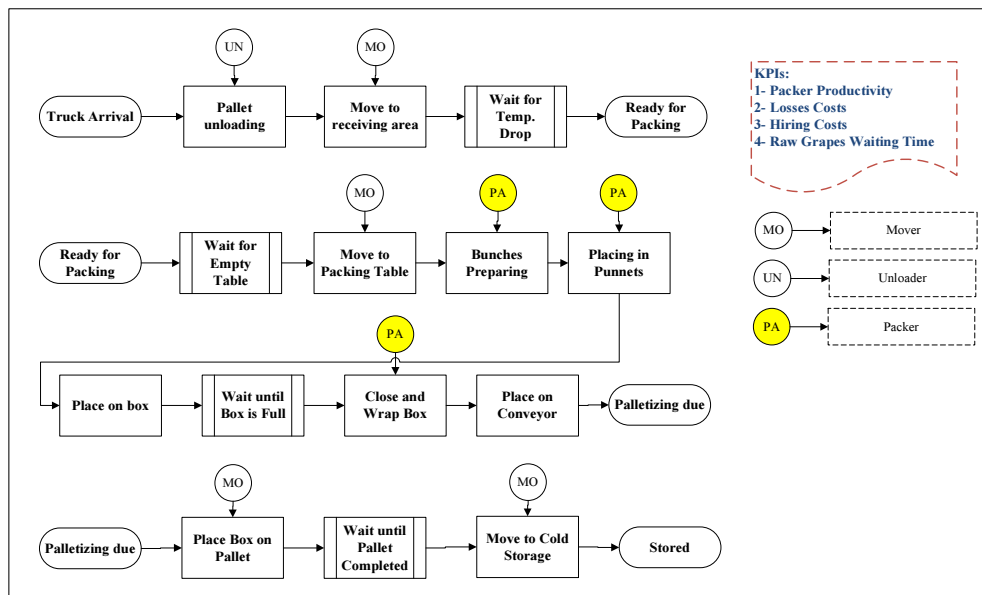 UN
MO
Truck Arrival
Pallet
unloading
Move to
receiving area
Wait for
Temp.
Drop
Ready for
Packing
KPIs:
1- Packer Productivity
2- Losses Costs
3- Hiring Costs
4- Raw Grapes Waiting Time
MO
PA
PA
Ready for
Packing
Wait for
Empty
Table
Move to
Packing Table
Bunches
Preparing
Placing in
Punnets
MO
Mover
UN
Unloader
PA
Packer
PA
Place on box
Wait until
Box is Full
Close and
Wrap Box
Place on
Conveyor
Palletizing due
MO
MO
Palletizing due
Place Box on
Pallet
Wait until
Pallet
Completed
Move to Cold
Storage
Stored